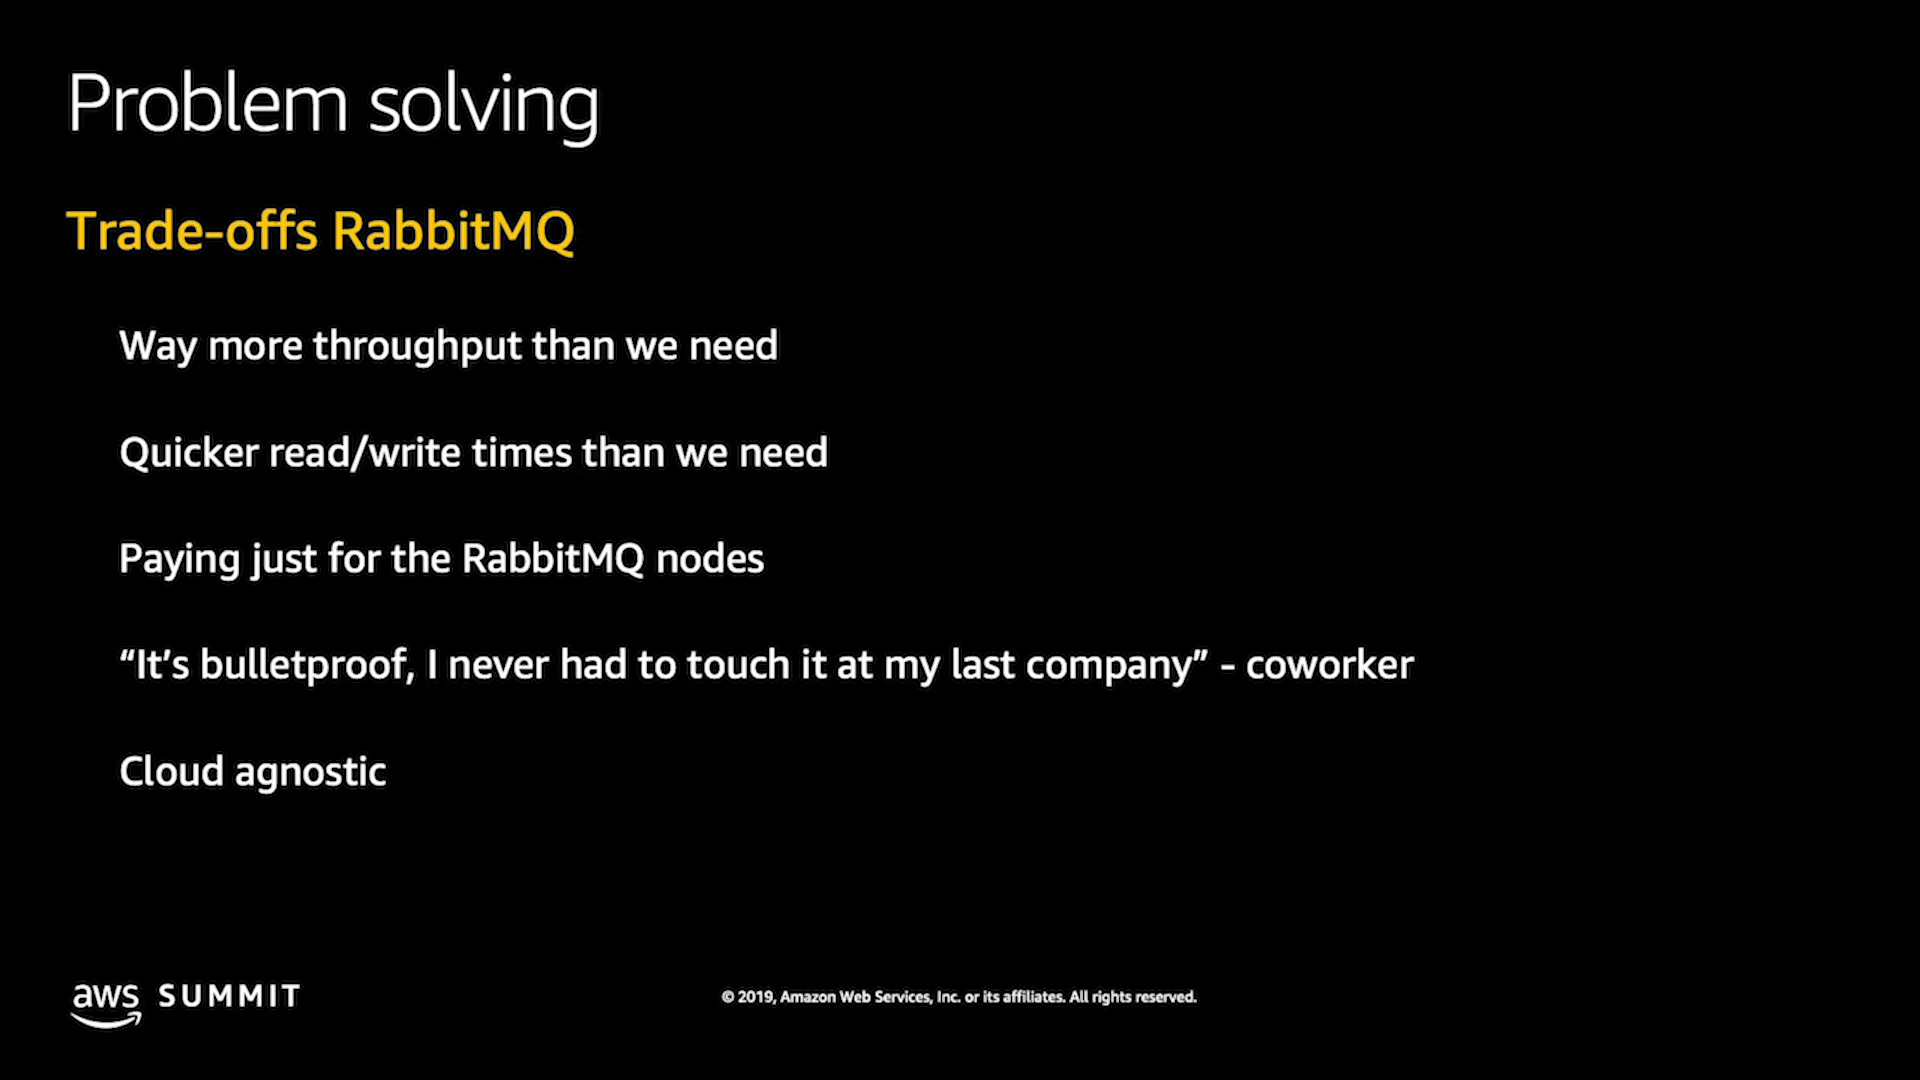 Problem solving
Trade-offs RabbitMQ
Way more throughput than we need
Quicker read/write times than we need
Paying just for the RabbitMQ nodes
“It’s bulletproof, I never had to touch it at my last company” - coworker
Cloud agnostic
aws SUMMIT
© 2019, Amazon Web Services, Inc. or its affiliates. All rights reserved.